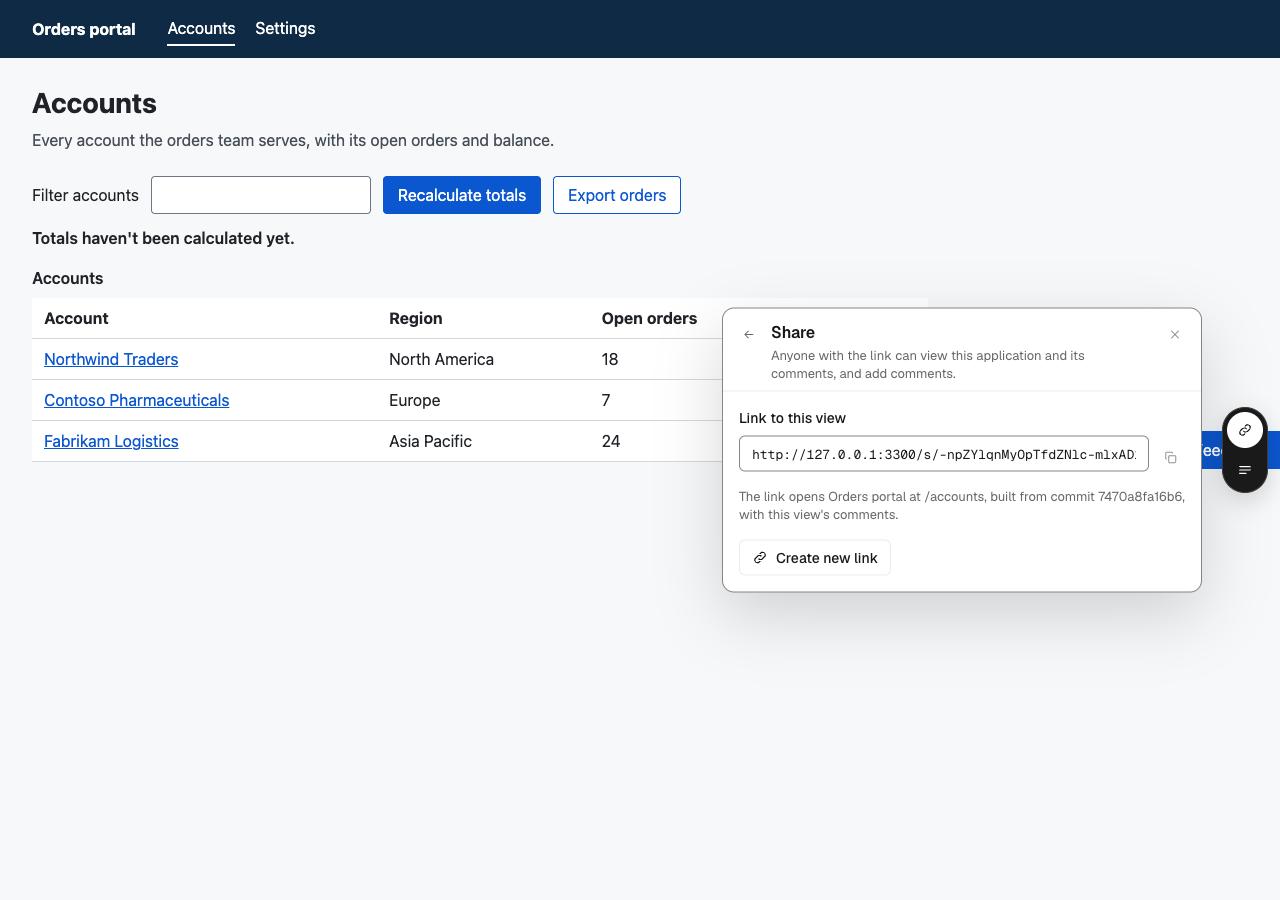 Orders portal
Accounts
Settings
Accounts
Every account the orders team serves, with its open orders and balance.
Filter accounts
Recalculate totals
Export orders
Totals haven't been calculated yet.
Accounts
Account Region Open orders
Northwind Traders North America 18
Contoso Pharmaceuticals Europe 7
Fabrikam Logistics Asia Pacific 24
Share
Anyone with the link can view this application and its
comments, and add comments.
Link to this view
http://127.0.0.1:3300/s/-npZYlqnMyOpTfdZNlc-mlxAD
The link opens Orders portal at /accounts, built from commit 7470a8fa16b6,
with this view's comments.
Create new link